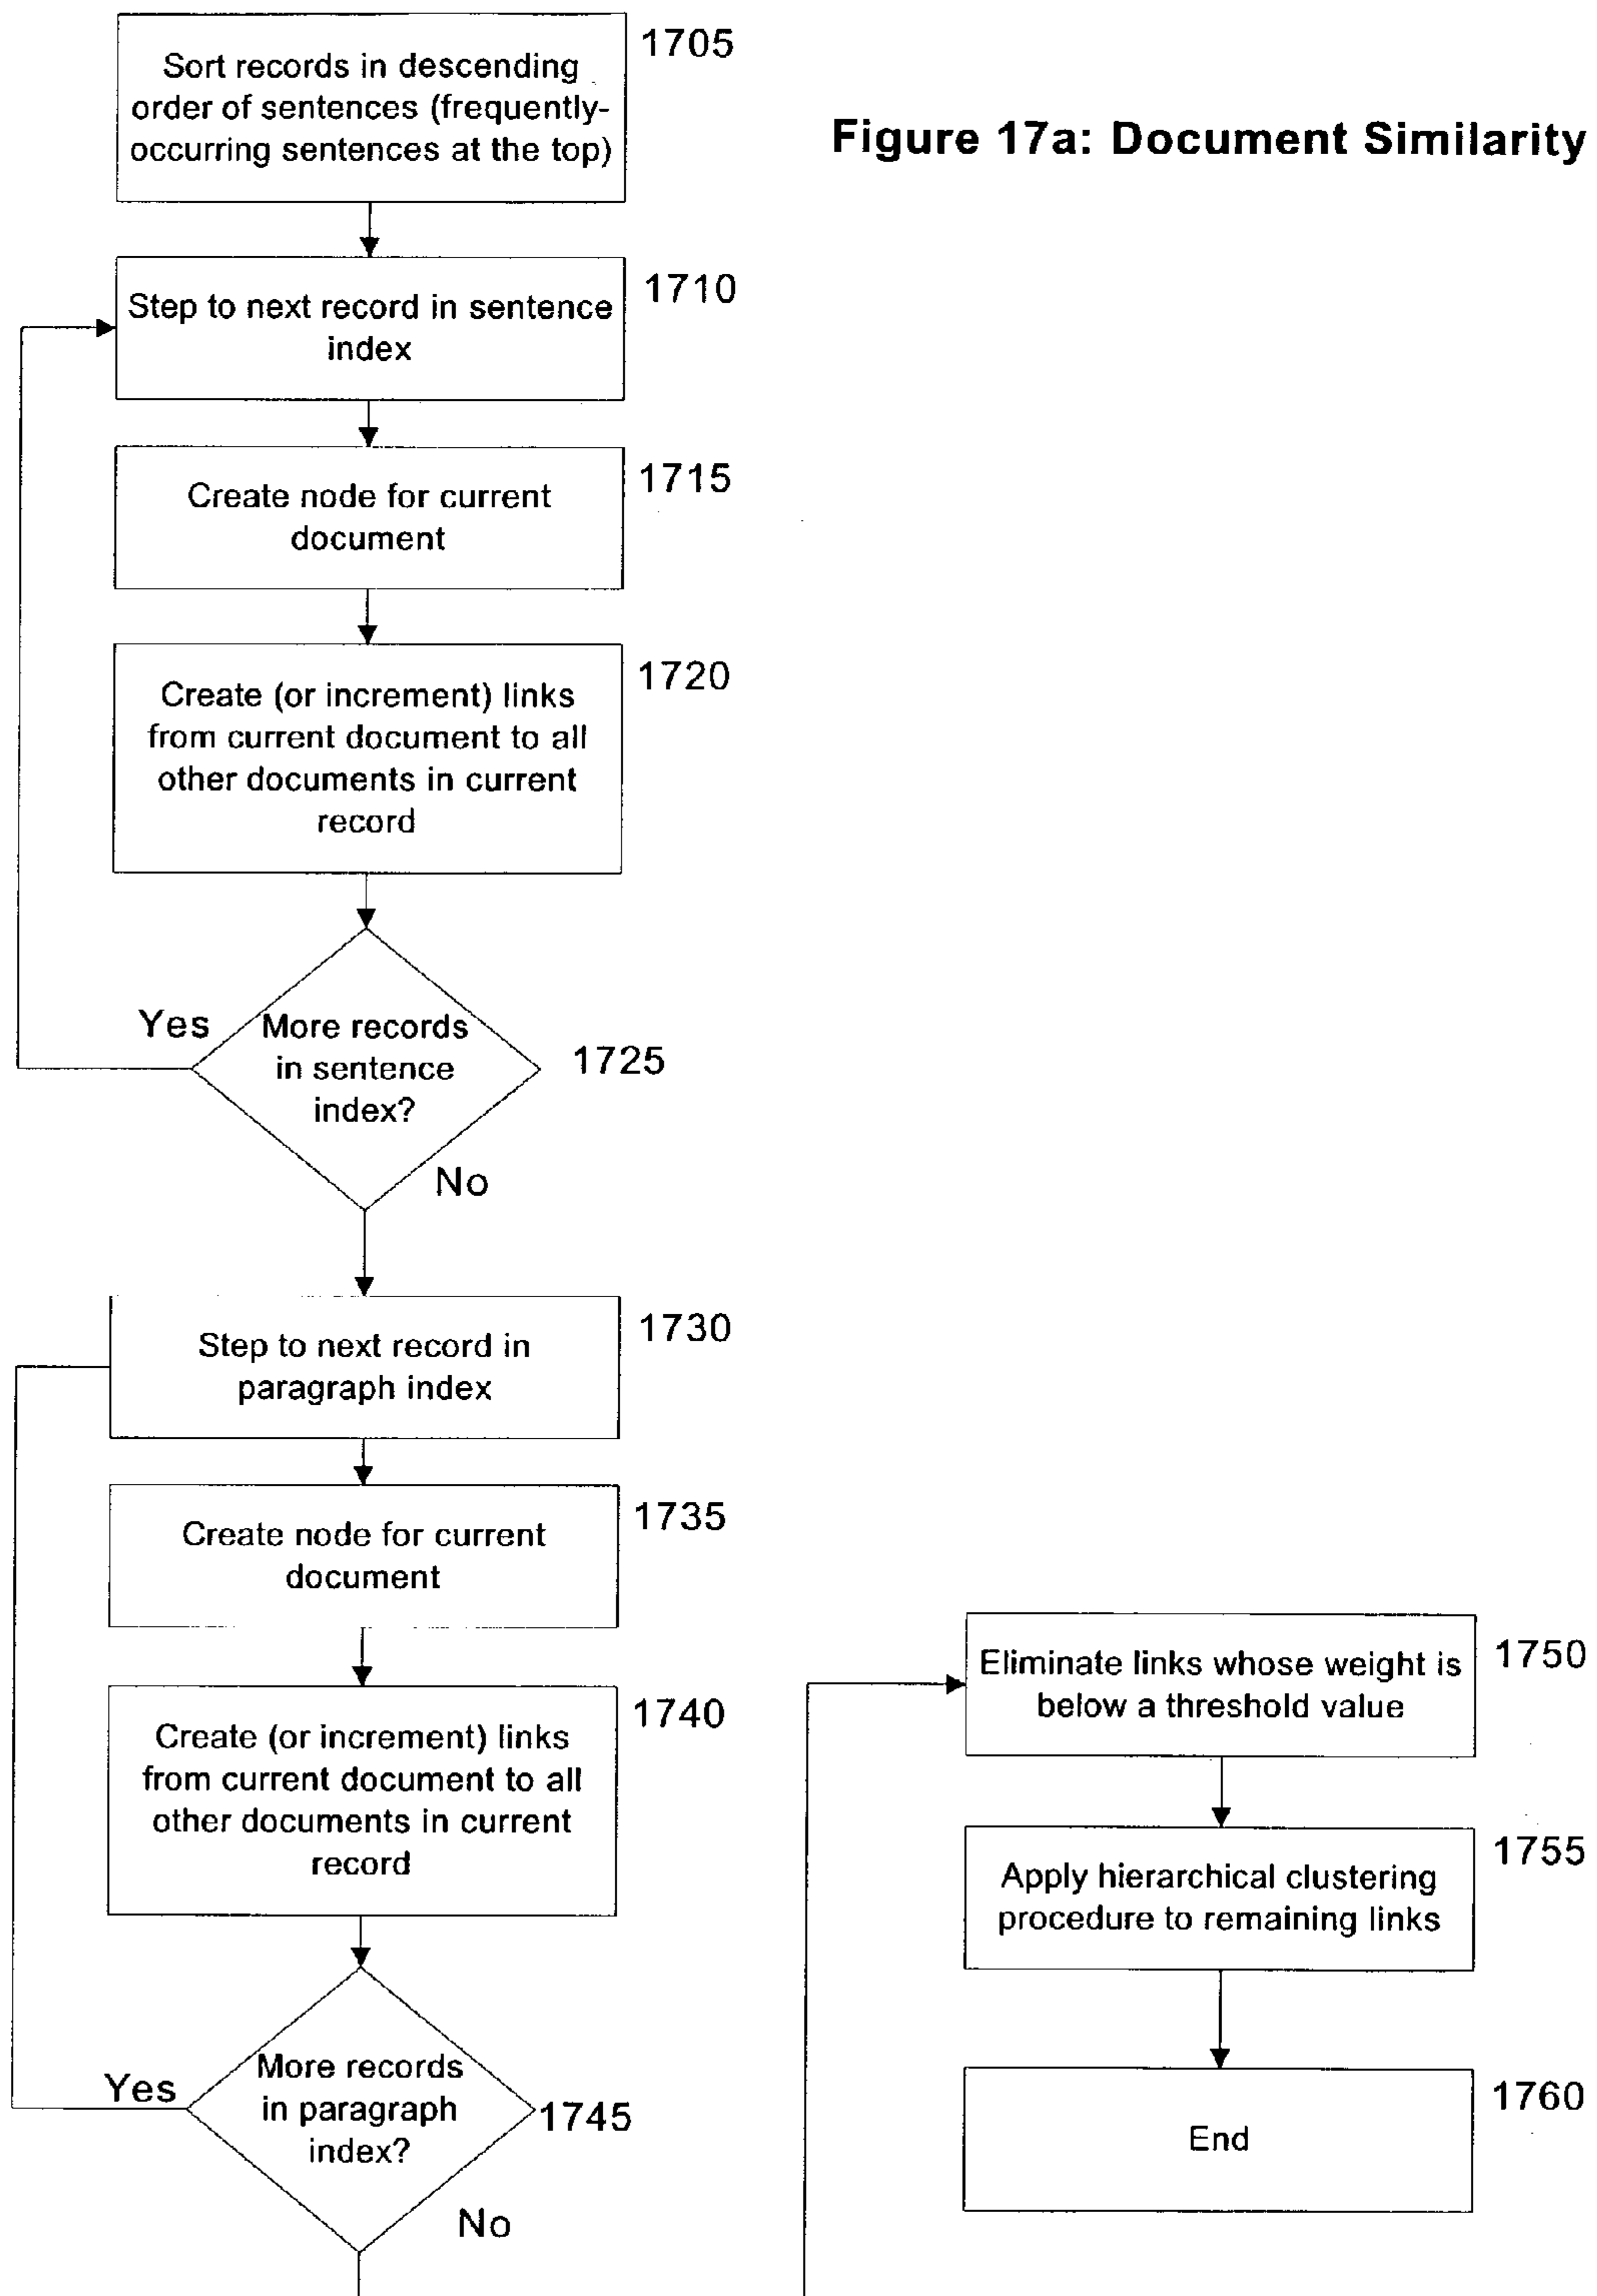 Figure 17a: Document Similarity
Sort records in descending
order of sentences (frequently-
occurring sentences at the top)
1705
Step to next record in sentence
index
1710
Create node for current
document
1715
Create (or increment) links
from current document to all
other documents in current
record
1720
Yes
More records
in sentence
index?
1725
No
Step to next record in
paragraph index
1730
Create node for current
document
1735
Create (or increment) links
from current document to all
other documents in current
record
1740
Yes
More records
in paragraph
index?
1745
No
Eliminate links whose weight is
below a threshold value
1750
Apply hierarchical clustering
procedure to remaining links
1755
End
1760